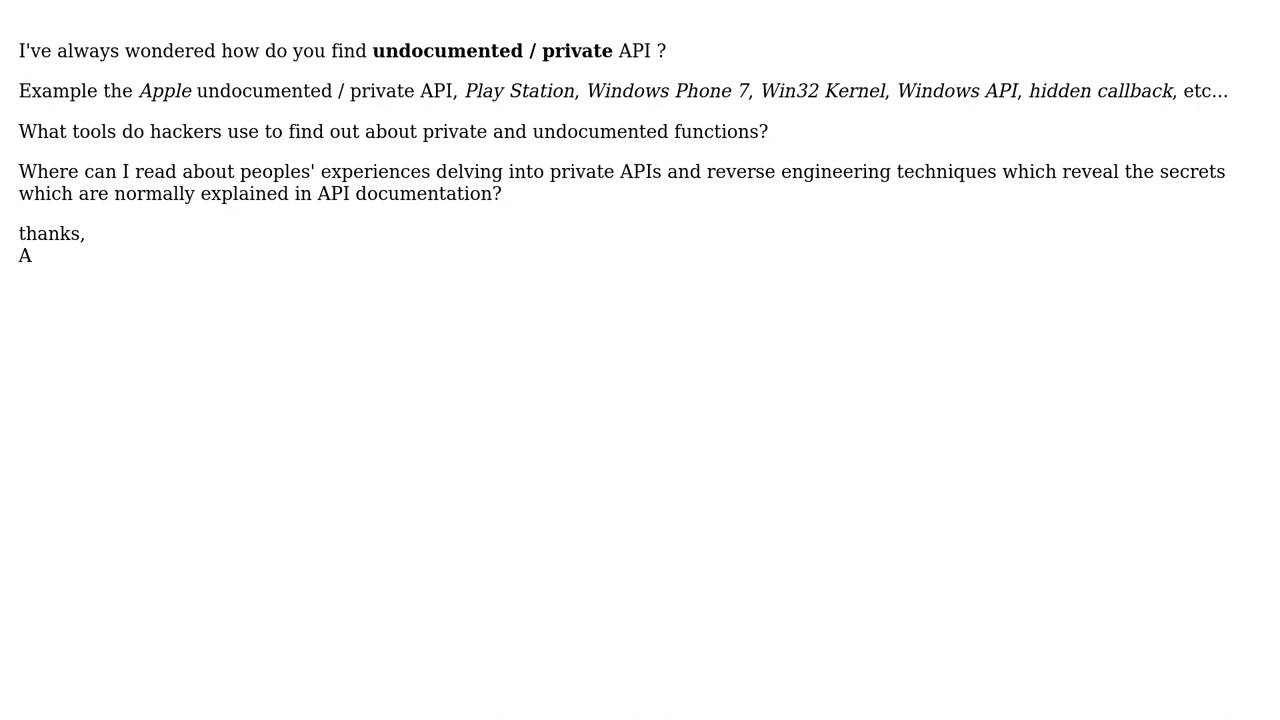 I've always wondered how do you find undocumented / private API ?
Example the Apple undocumented / private API, Play Station, Windows Phone 7, Win32 Kernel, Windows API, hidden callback, etc...
What tools do hackers use to find out about private and undocumented functions?
Where can I read about peoples' experiences delving into private APIs and reverse engineering techniques which reveal the secrets
which are normally explained in API documentation?
thanks,
A